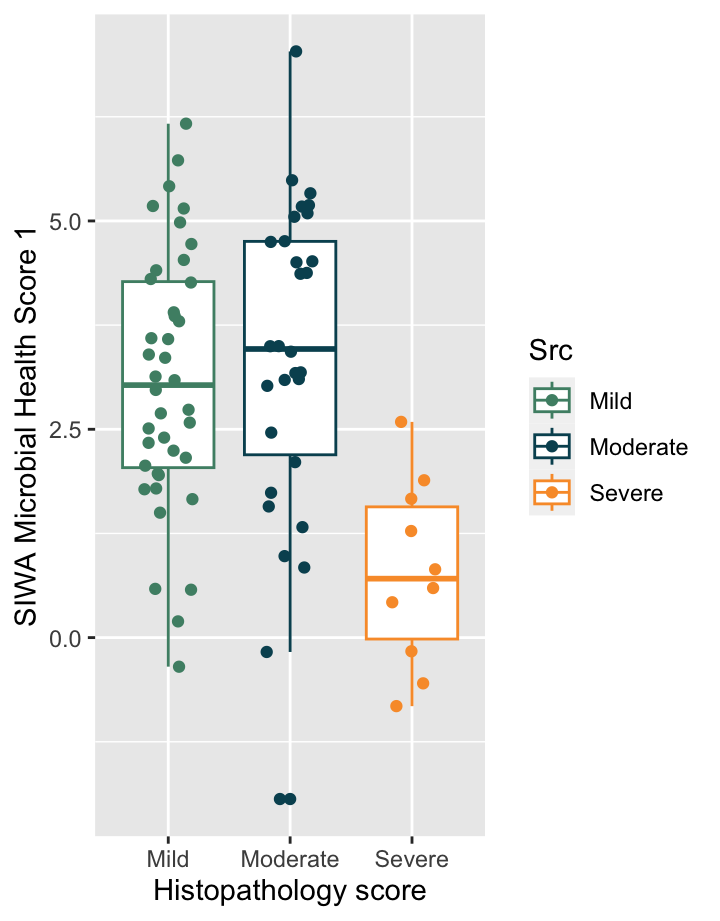 SIWA Microbial Health Score 1
5.0
2.5
0.0
Mild
Moderate
Severe
Histopathology score
Src
Mild
Moderate
Severe